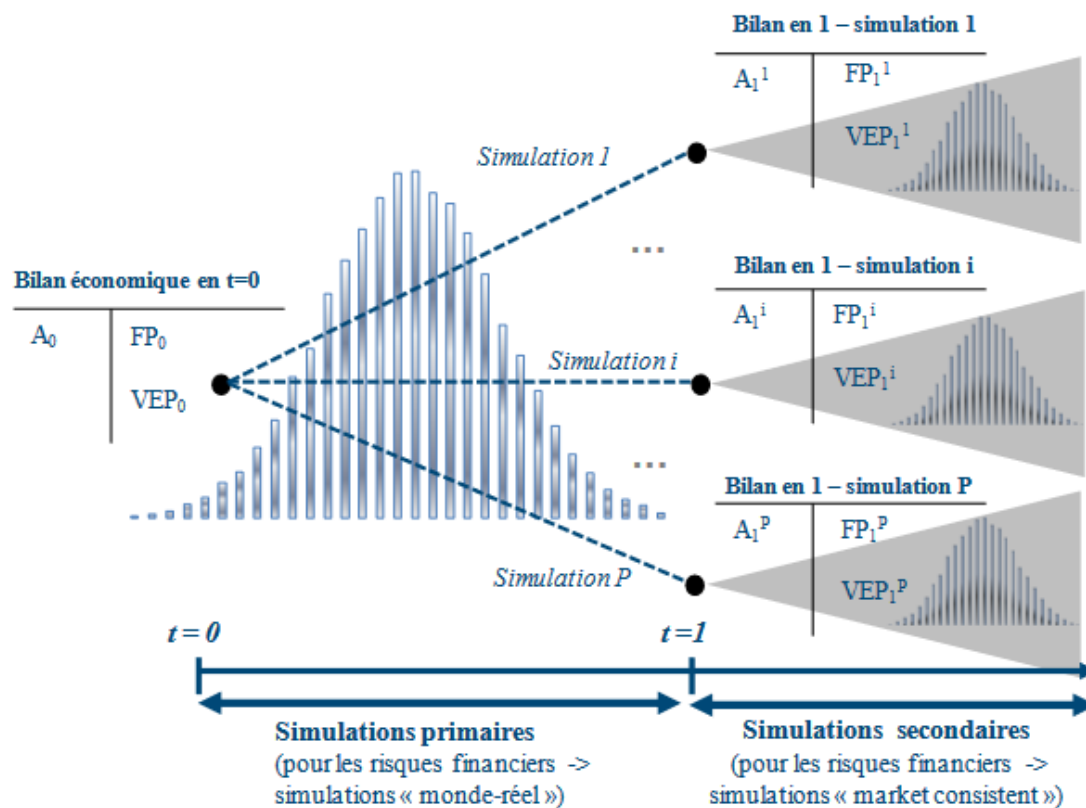 Bilan en 1 – simulation 1
A₁¹ FP₁¹
VEP₁¹
Simulation 1
...
Bilan économique en t=0
A₀ FP₀
VEP₀
Bilan en 1 – simulation i
A₁ⁱ FP₁ⁱ
VEP₁ⁱ
Simulation i
...
Bilan en 1 – simulation P
A₁ᴾ FP₁ᴾ
VEP₁ᴾ
Simulation P
t = 0 t =1
Simulations primaires
(pour les risques financiers ->
simulations « monde-réel »)
Simulations secondaires
(pour les risques financiers ->
simulations « market consistent »)